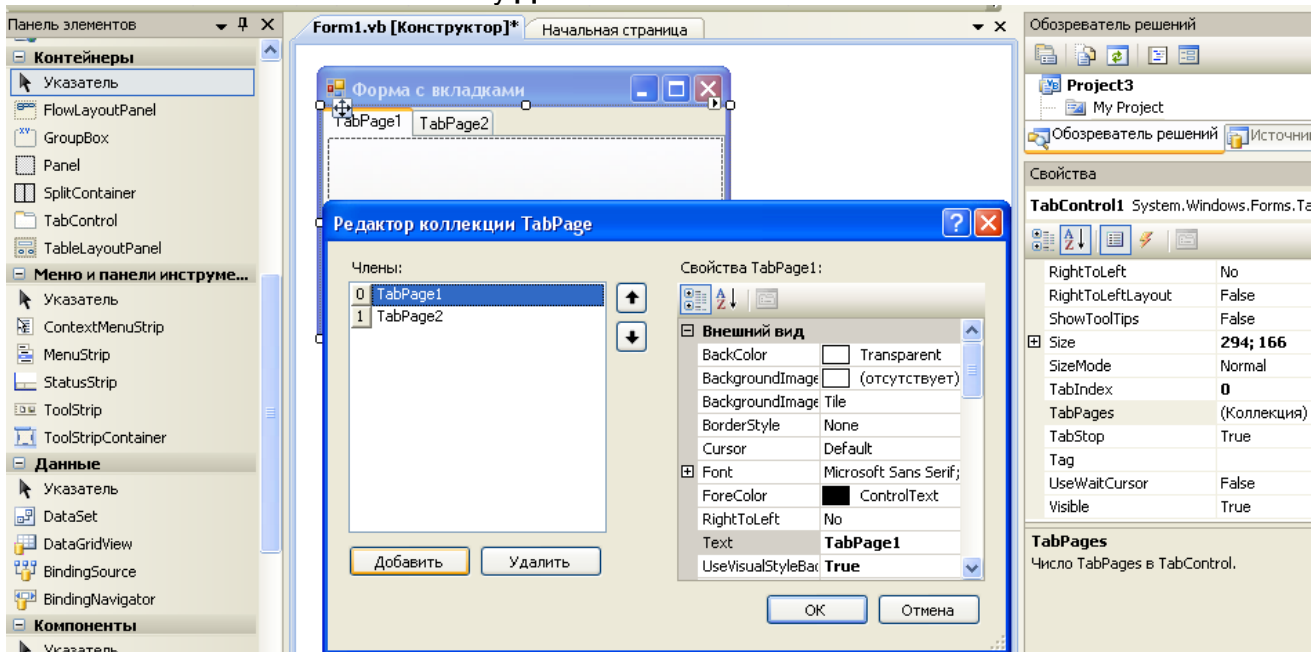 Панель элементов
Контейнеры
Указатель
FlowLayoutPanel
GroupBox
Panel
SplitContainer
TabControl
TableLayoutPanel
Меню и панели инструме...
Указатель
ContextMenuStrip
MenuStrip
StatusStrip
ToolStrip
ToolStripContainer
Данные
Указатель
DataSet
DataGridView
BindingSource
BindingNavigator
Компоненты
Указатель
Form1.vb [Конструктор]* Начальная страница
Форма с вкладками
TabPage1 TabPage2
Редактор коллекции TabPage
Члены:
0 TabPage1
1 TabPage2
Добавить Удалить
Свойства TabPage1:
Внешний вид
BackColor Transparent
BackgroundImage (отсутствует)
BackgroundImage Tile
BorderStyle None
Cursor Default
Font Microsoft Sans Serif;
ForeColor ControlText
RightToLeft No
Text TabPage1
UseVisualStyleBac True
ОК Отмена
Обозреватель решений
Project3
My Project
Обозреватель решений Источни
Свойства
TabControl1 System.Windows.Forms.Ta
RightToLeft No
RightToLeftLayout False
ShowToolTips False
Size 294; 166
SizeMode Normal
TabIndex 0
TabPages (Коллекция)
TabStop True
Tag
UseWaitCursor False
Visible True
TabPages
Число TabPages в TabControl.